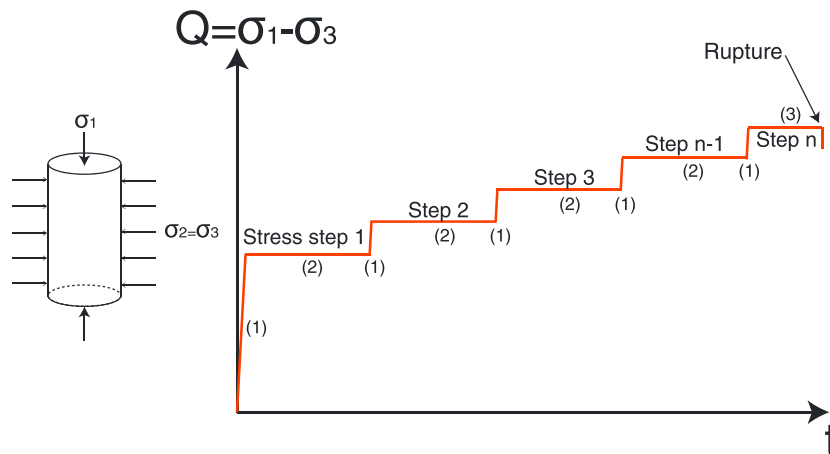 Q=σ1-σ3
Rupture
σ1
(3)
Step n
Step n-1
(2)
(1)
Step 3
(2)
(1)
Step 2
(2)
(1)
σ2=σ3
Stress step 1
(2)
(1)
(1)
t